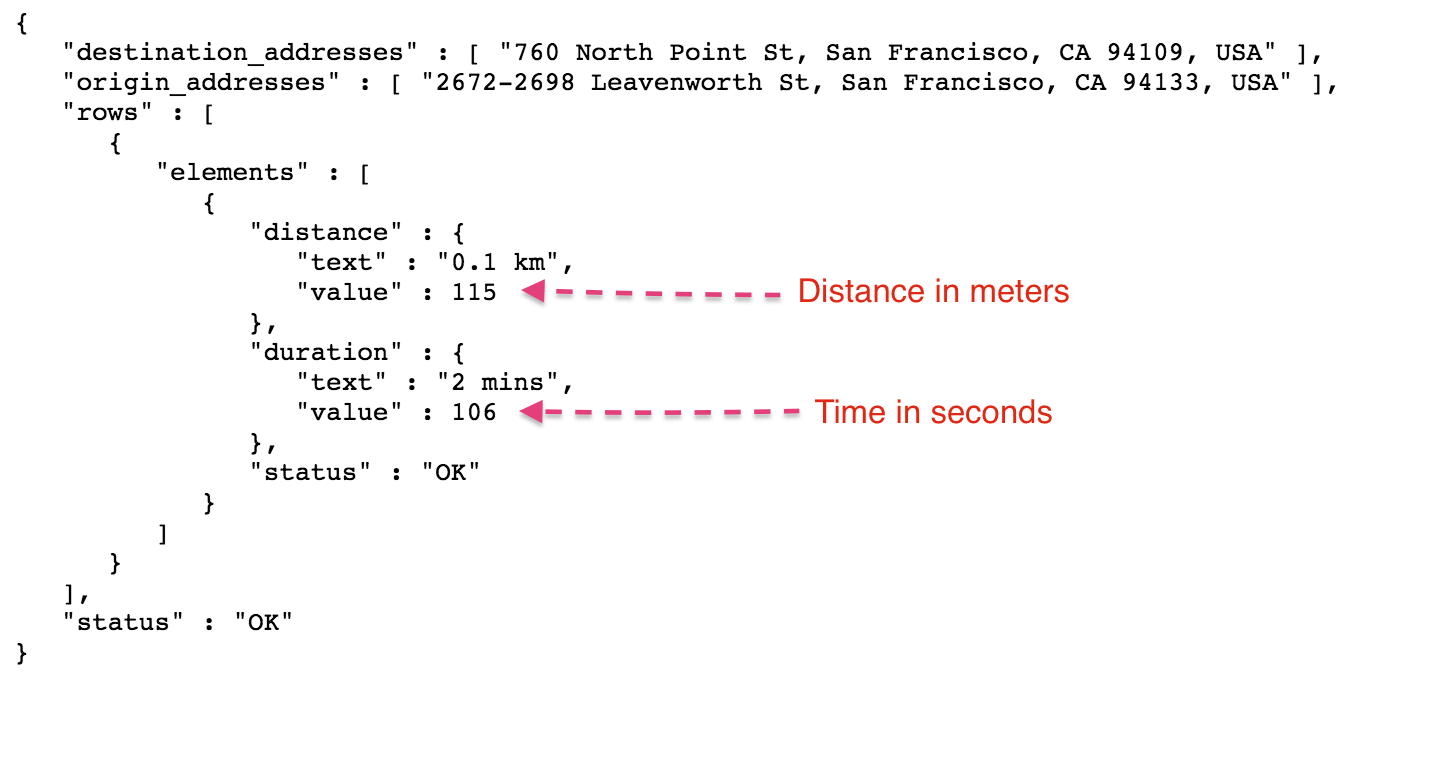 {
"destination_addresses" : [ "760 North Point St, San Francisco, CA 94109, USA" ],
"origin_addresses" : [ "2672-2698 Leavenworth St, San Francisco, CA 94133, USA" ],
"rows" : [
{
"elements" : [
{
"distance" : {
"text" : "0.1 km",
"value" : 115 Distance in meters
},
"duration" : {
"text" : "2 mins",
"value" : 106 Time in seconds
},
"status" : "OK"
}
]
}
],
"status" : "OK"
}